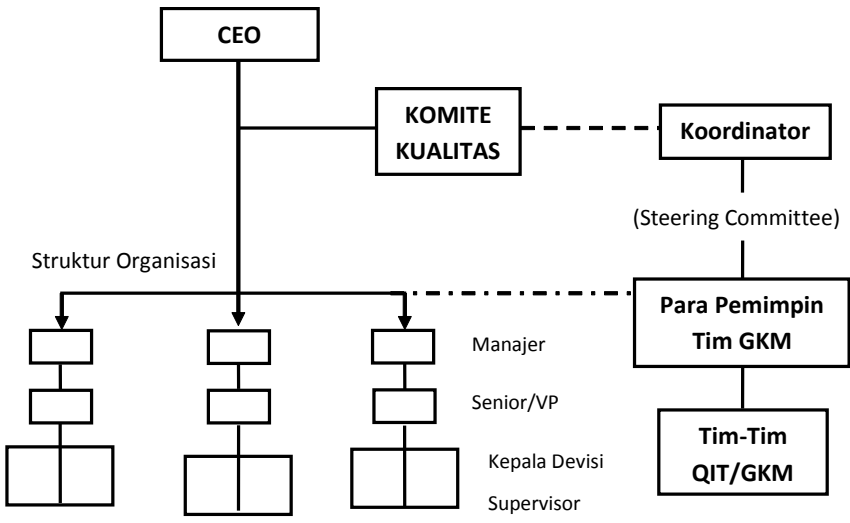 CEO
KOMITE
KUALITAS
Koordinator
(Steering Committee)
Struktur Organisasi
Para Pemimpin
Tim GKM
Manajer
Senior/VP
Tim-Tim
QIT/GKM
Kepala Devisi
Supervisor